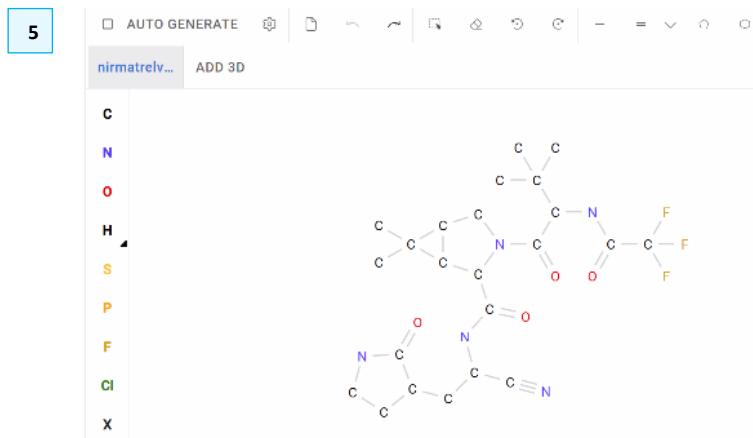 5
AUTO GENERATE
nirmatrelv...
ADD 3D
C
N
O
H
S
P
F
Cl
X
C C
C C
C C N F
C C C
C C N C C C F
C C O O F
C
C O
O N
N C C
C C N
C C C
C